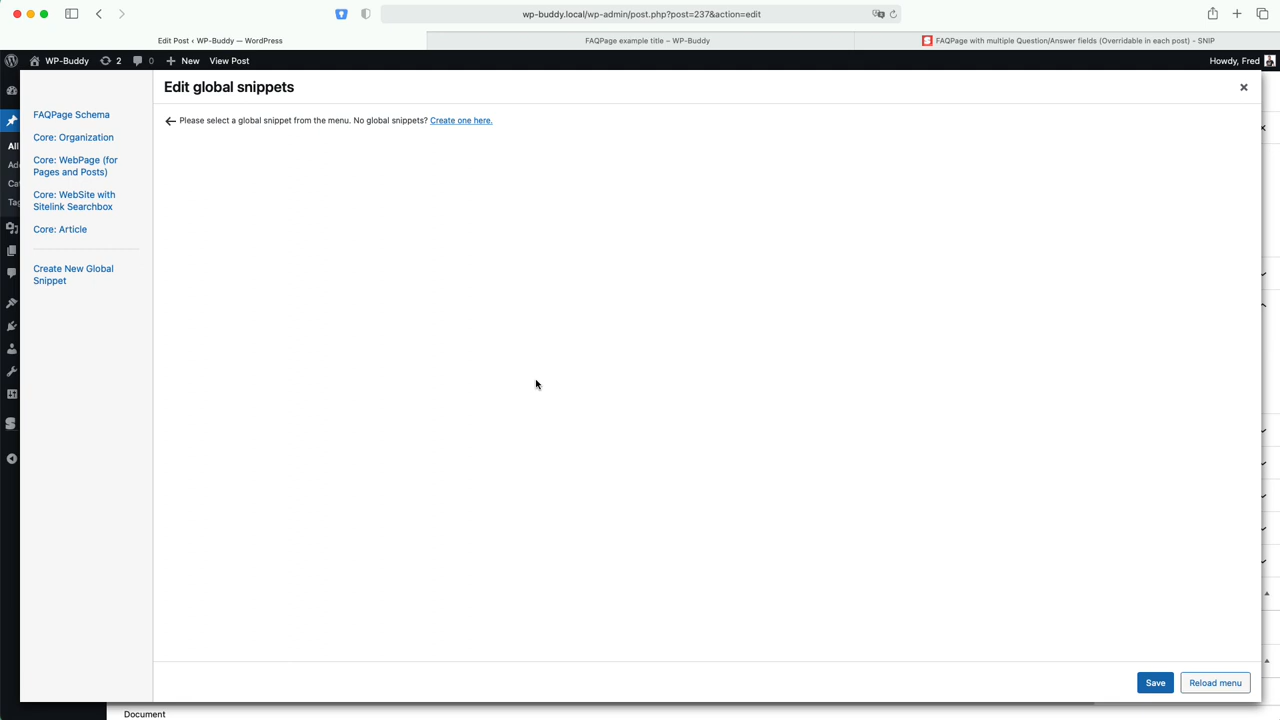 wp-buddy.local/wp-admin/post.php?post=237&action=edit
Edit Post ‹ WP-Buddy — WordPress
FAQPage example title – WP-Buddy
FAQPage with multiple Question/Answer fields (Overridable in each post) - SNIP
WP-Buddy
2
0
New
View Post
Howdy, Fred
Edit global snippets
Please select a global snippet from the menu. No global snippets? Create one here.
FAQPage Schema
Core: Organization
Core: WebPage (for
Pages and Posts)
Core: WebSite with
Sitelink Searchbox
Core: Article
Create New Global
Snippet
All
Save
Reload menu
Document